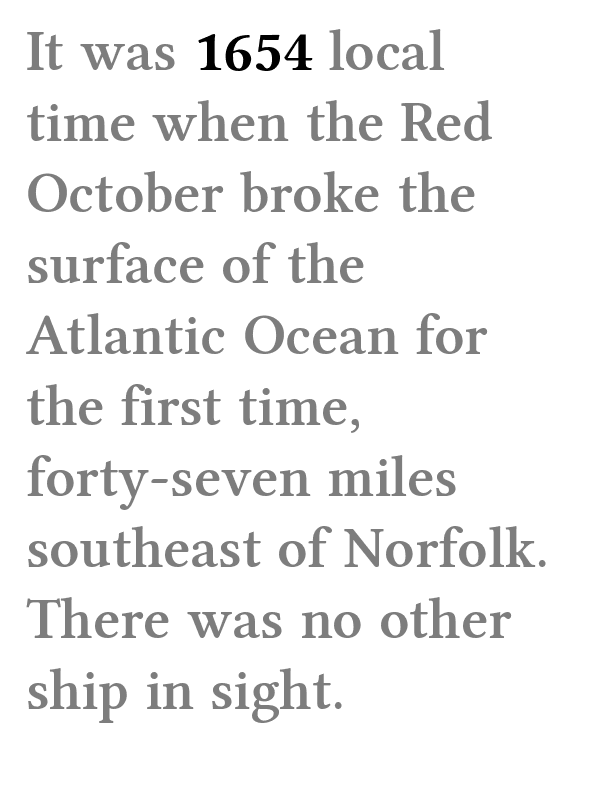 It was 1654 local
time when the Red
October broke the
surface of the
Atlantic Ocean for
the first time,
forty-seven miles
southeast of Norfolk.
There was no other
ship in sight.